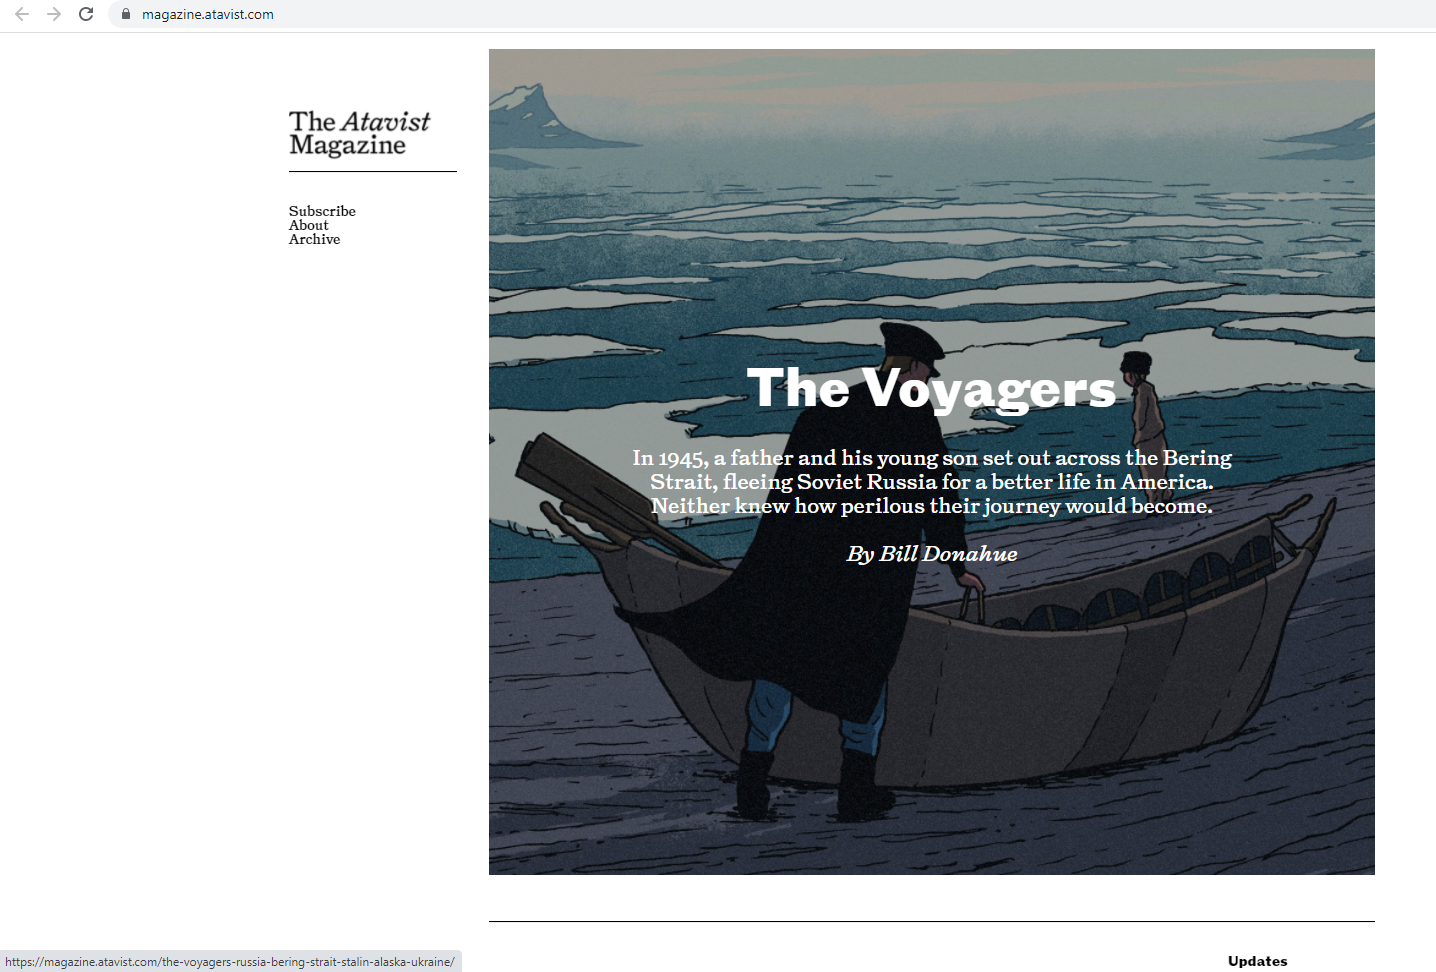 magazine.atavist.com
The Atavist
Magazine
Subscribe
About
Archive
The Voyagers
In 1945, a father and his young son set out across the Bering
Strait, fleeing Soviet Russia for a better life in America.
Neither knew how perilous their journey would become.
By Bill Donahue
Updates
https://magazine.atavist.com/the-voyagers-russia-bering-strait-stalin-alaska-ukraine/